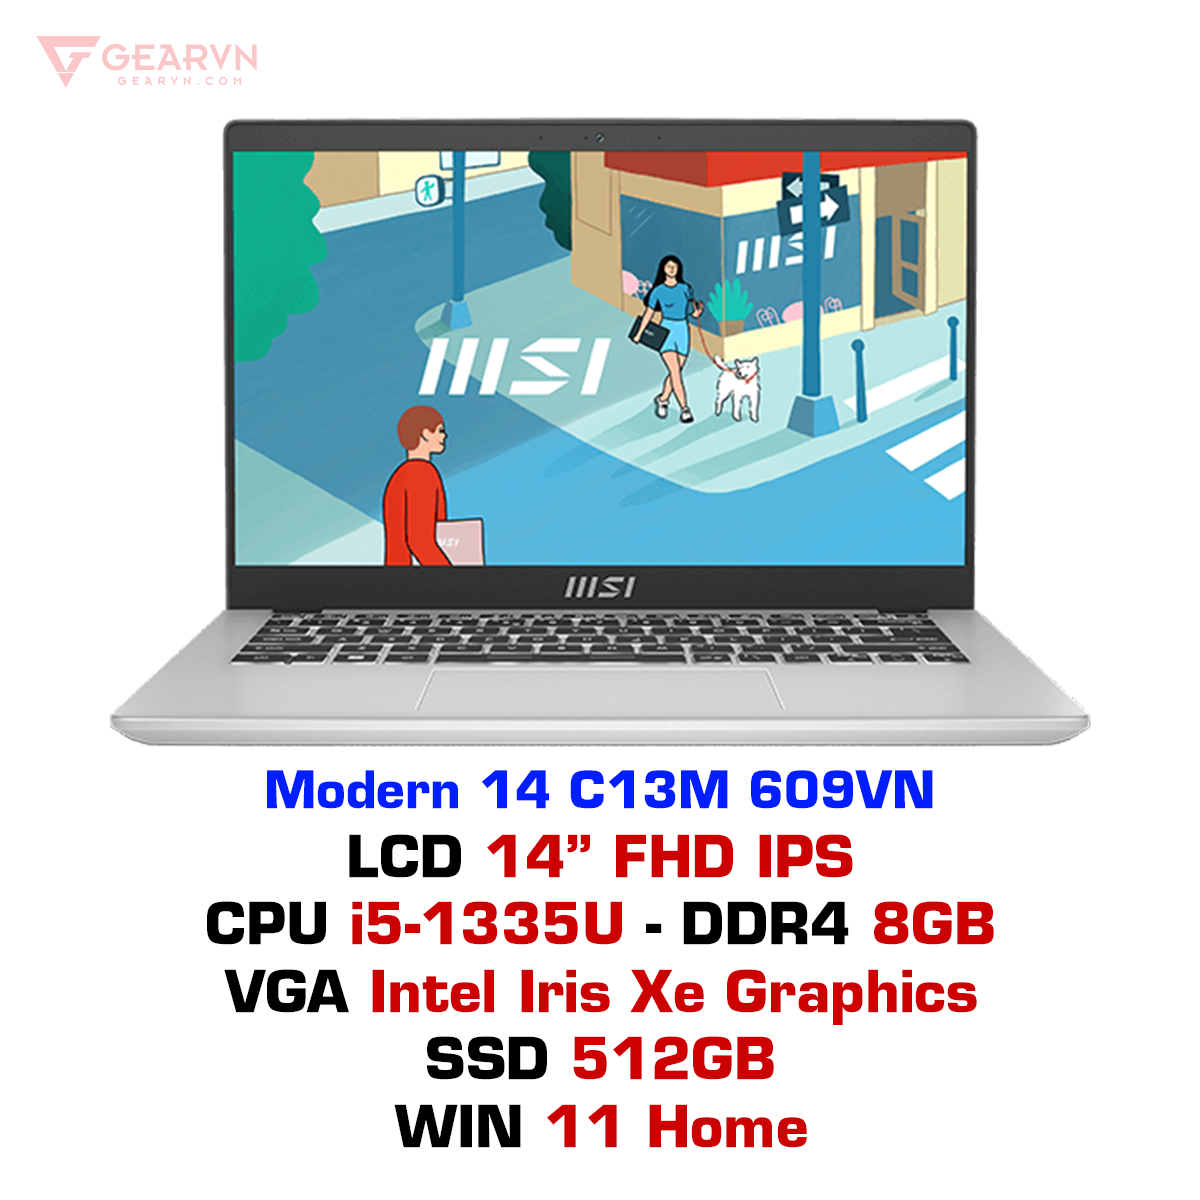 GEARVN
GEARVN.COM
msi
msi
msi
msi
Modern 14 C13M 609VN
LCD 14” FHD IPS
CPU i5-1335U - DDR4 8GB
VGA Intel Iris Xe Graphics
SSD 512GB
WIN 11 Home